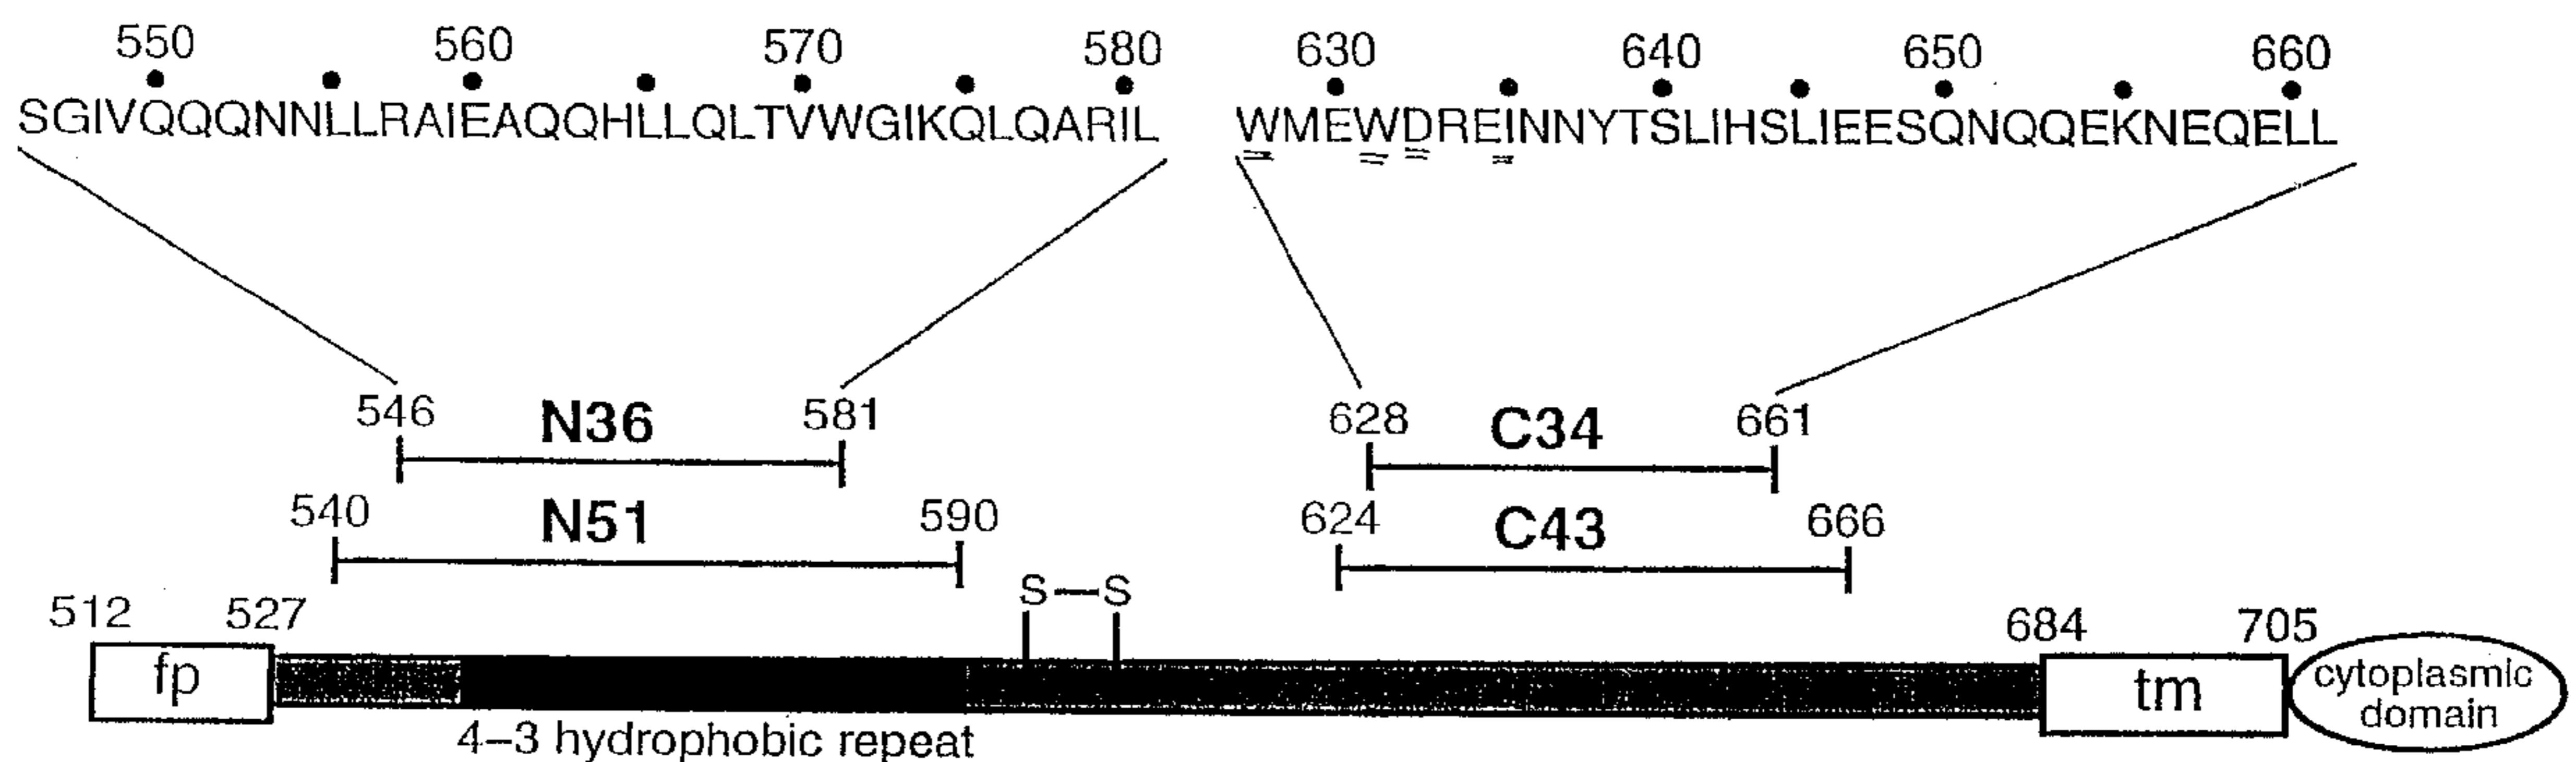 550 560 570 580 630 640 650 660
SGIVQQQNNLLRAIEAQQHLLQLTVWGIKQLQARIL WMEWDREINNYTSLIHSLIEESQNQQEKNEQELL
546 N36 581 628 C34 661
540 N51 590 624 C43 666
S—S
512 527 684 705
fp tm cytoplasmic
domain
4–3 hydrophobic repeat